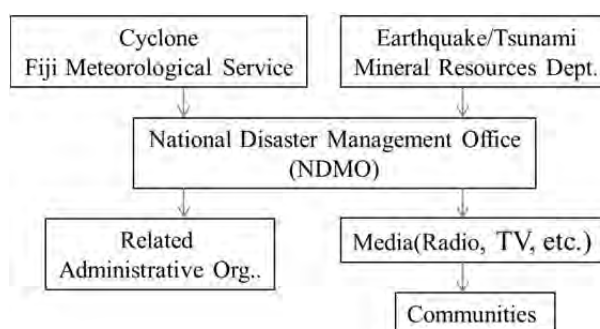 Cyclone
Fiji Meteorological Service
Earthquake/Tsunami
Mineral Resources Dept.
National Disaster Management Office
(NDMO)
Related
Administrative Org..
Media(Radio, TV, etc.)
Communities